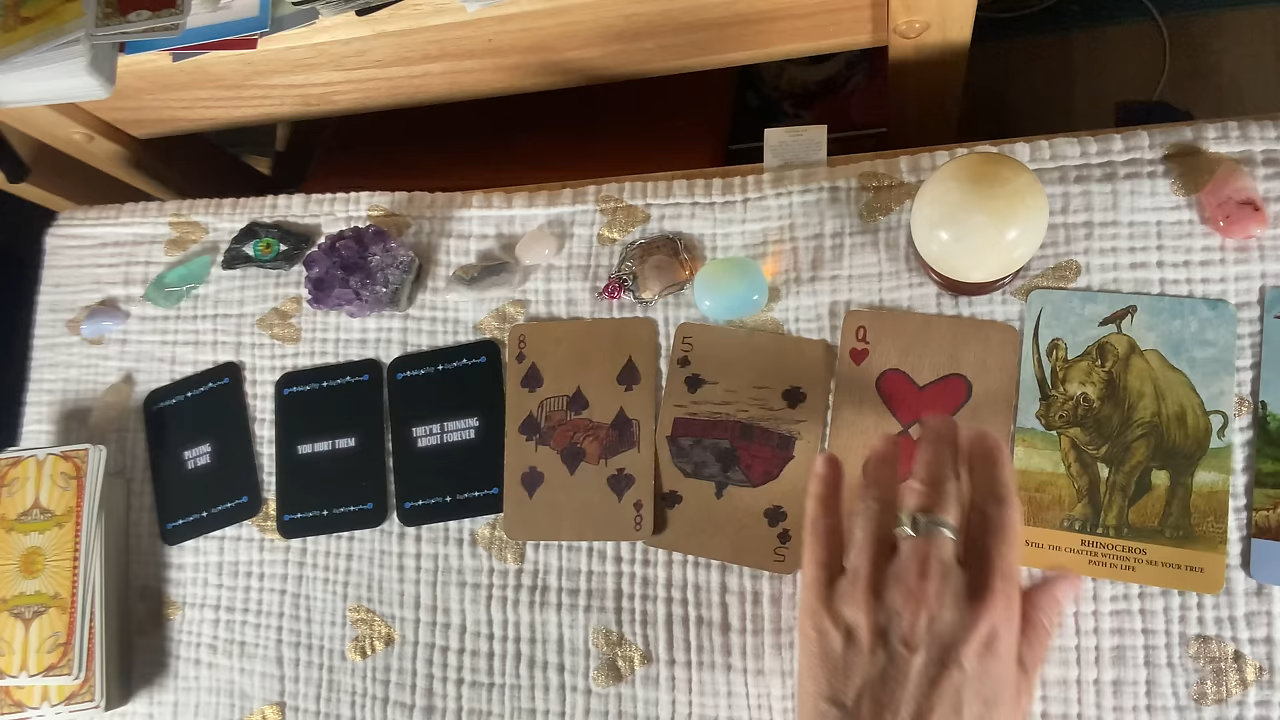 PLAYING
IT SAFE
YOU HURT THEM
THEY'RE THINKING
ABOUT FOREVER
8
8
5
5
Q
RHINOCEROS
STILL THE CHATTER WITHIN TO SEE YOUR TRUE
PATH IN LIFE